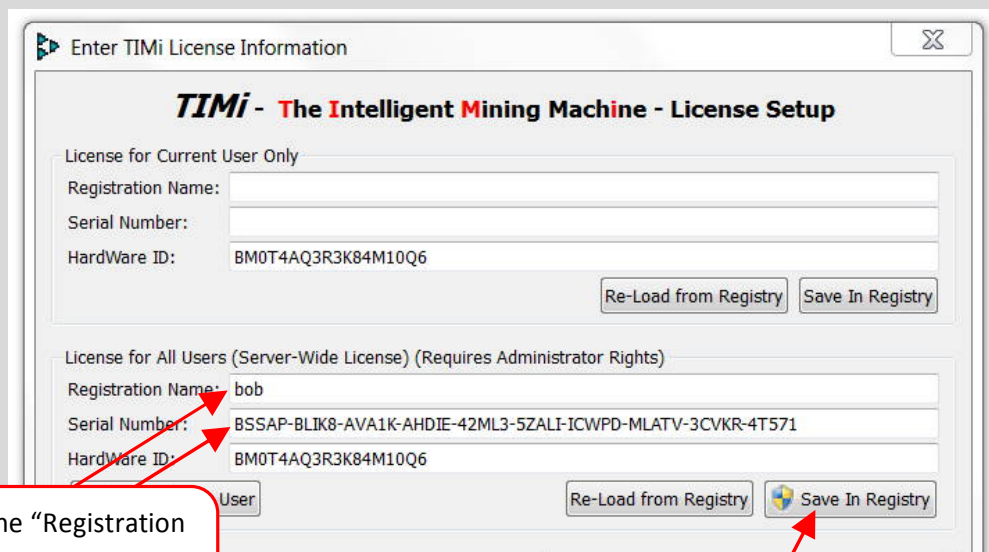 Enter TIMi License Information
TIMi - The Intelligent Mining Machine - License Setup
License for Current User Only
Registration Name:
Serial Number:
HardWare ID: BM0T4AQ3R3K84M10Q6
Re-Load from Registry Save In Registry
License for All Users (Server-Wide License) (Requires Administrator Rights)
Registration Name: bob
Serial Number: BSSAP-BLIK8-AVA1K-AHDIE-42ML3-5ZALI-ICWPD-MLATV-3CVKR-4T571
HardWare ID: BM0T4AQ3R3K84M10Q6
User Re-Load from Registry Save In Registry
“Registration